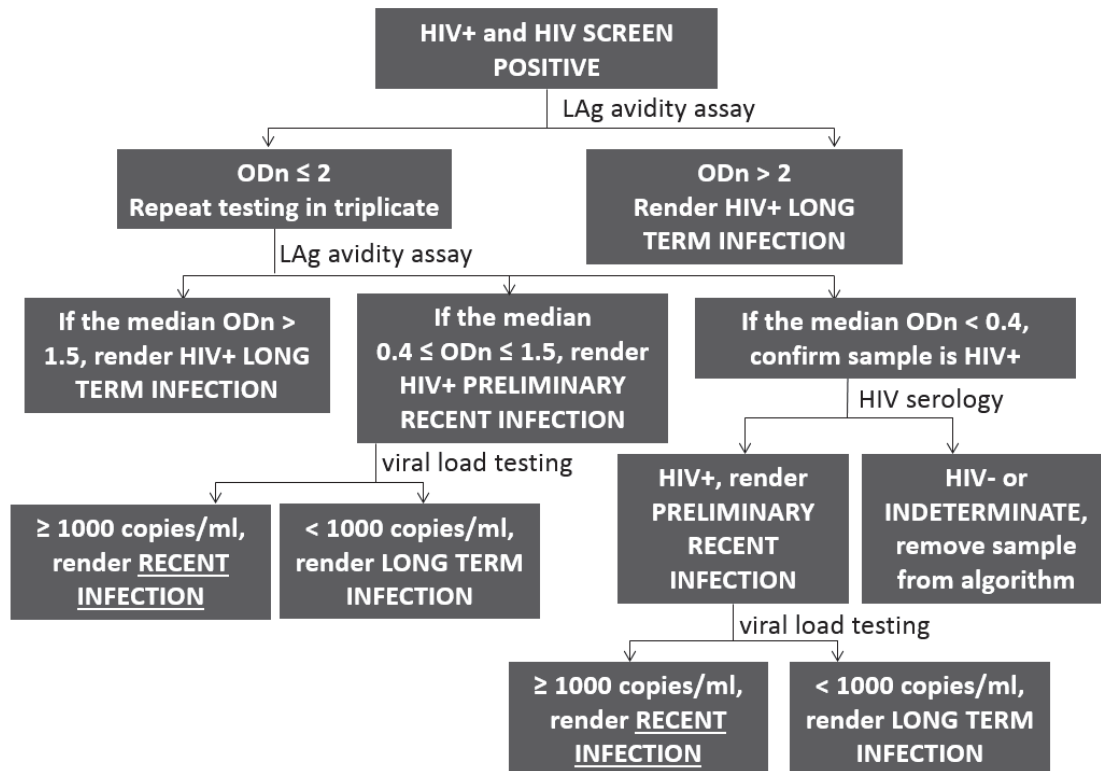 HIV+ and HIV SCREEN
POSITIVE
LAg avidity assay
ODn ≤ 2
Repeat testing in triplicate
ODn > 2
Render HIV+ LONG
TERM INFECTION
LAg avidity assay
If the median ODn >
1.5, render HIV+ LONG
TERM INFECTION
If the median
0.4 ≤ ODn ≤ 1.5, render
HIV+ PRELIMINARY
RECENT INFECTION
If the median ODn < 0.4,
confirm sample is HIV+
HIV serology
viral load testing
≥ 1000 copies/ml,
render RECENT
INFECTION
< 1000 copies/ml,
render LONG TERM
INFECTION
HIV+, render
PRELIMINARY
RECENT
INFECTION
HIV- or
INDETERMINATE,
remove sample
from algorithm
viral load testing
≥ 1000 copies/ml,
render RECENT
INFECTION
< 1000 copies/ml,
render LONG TERM
INFECTION